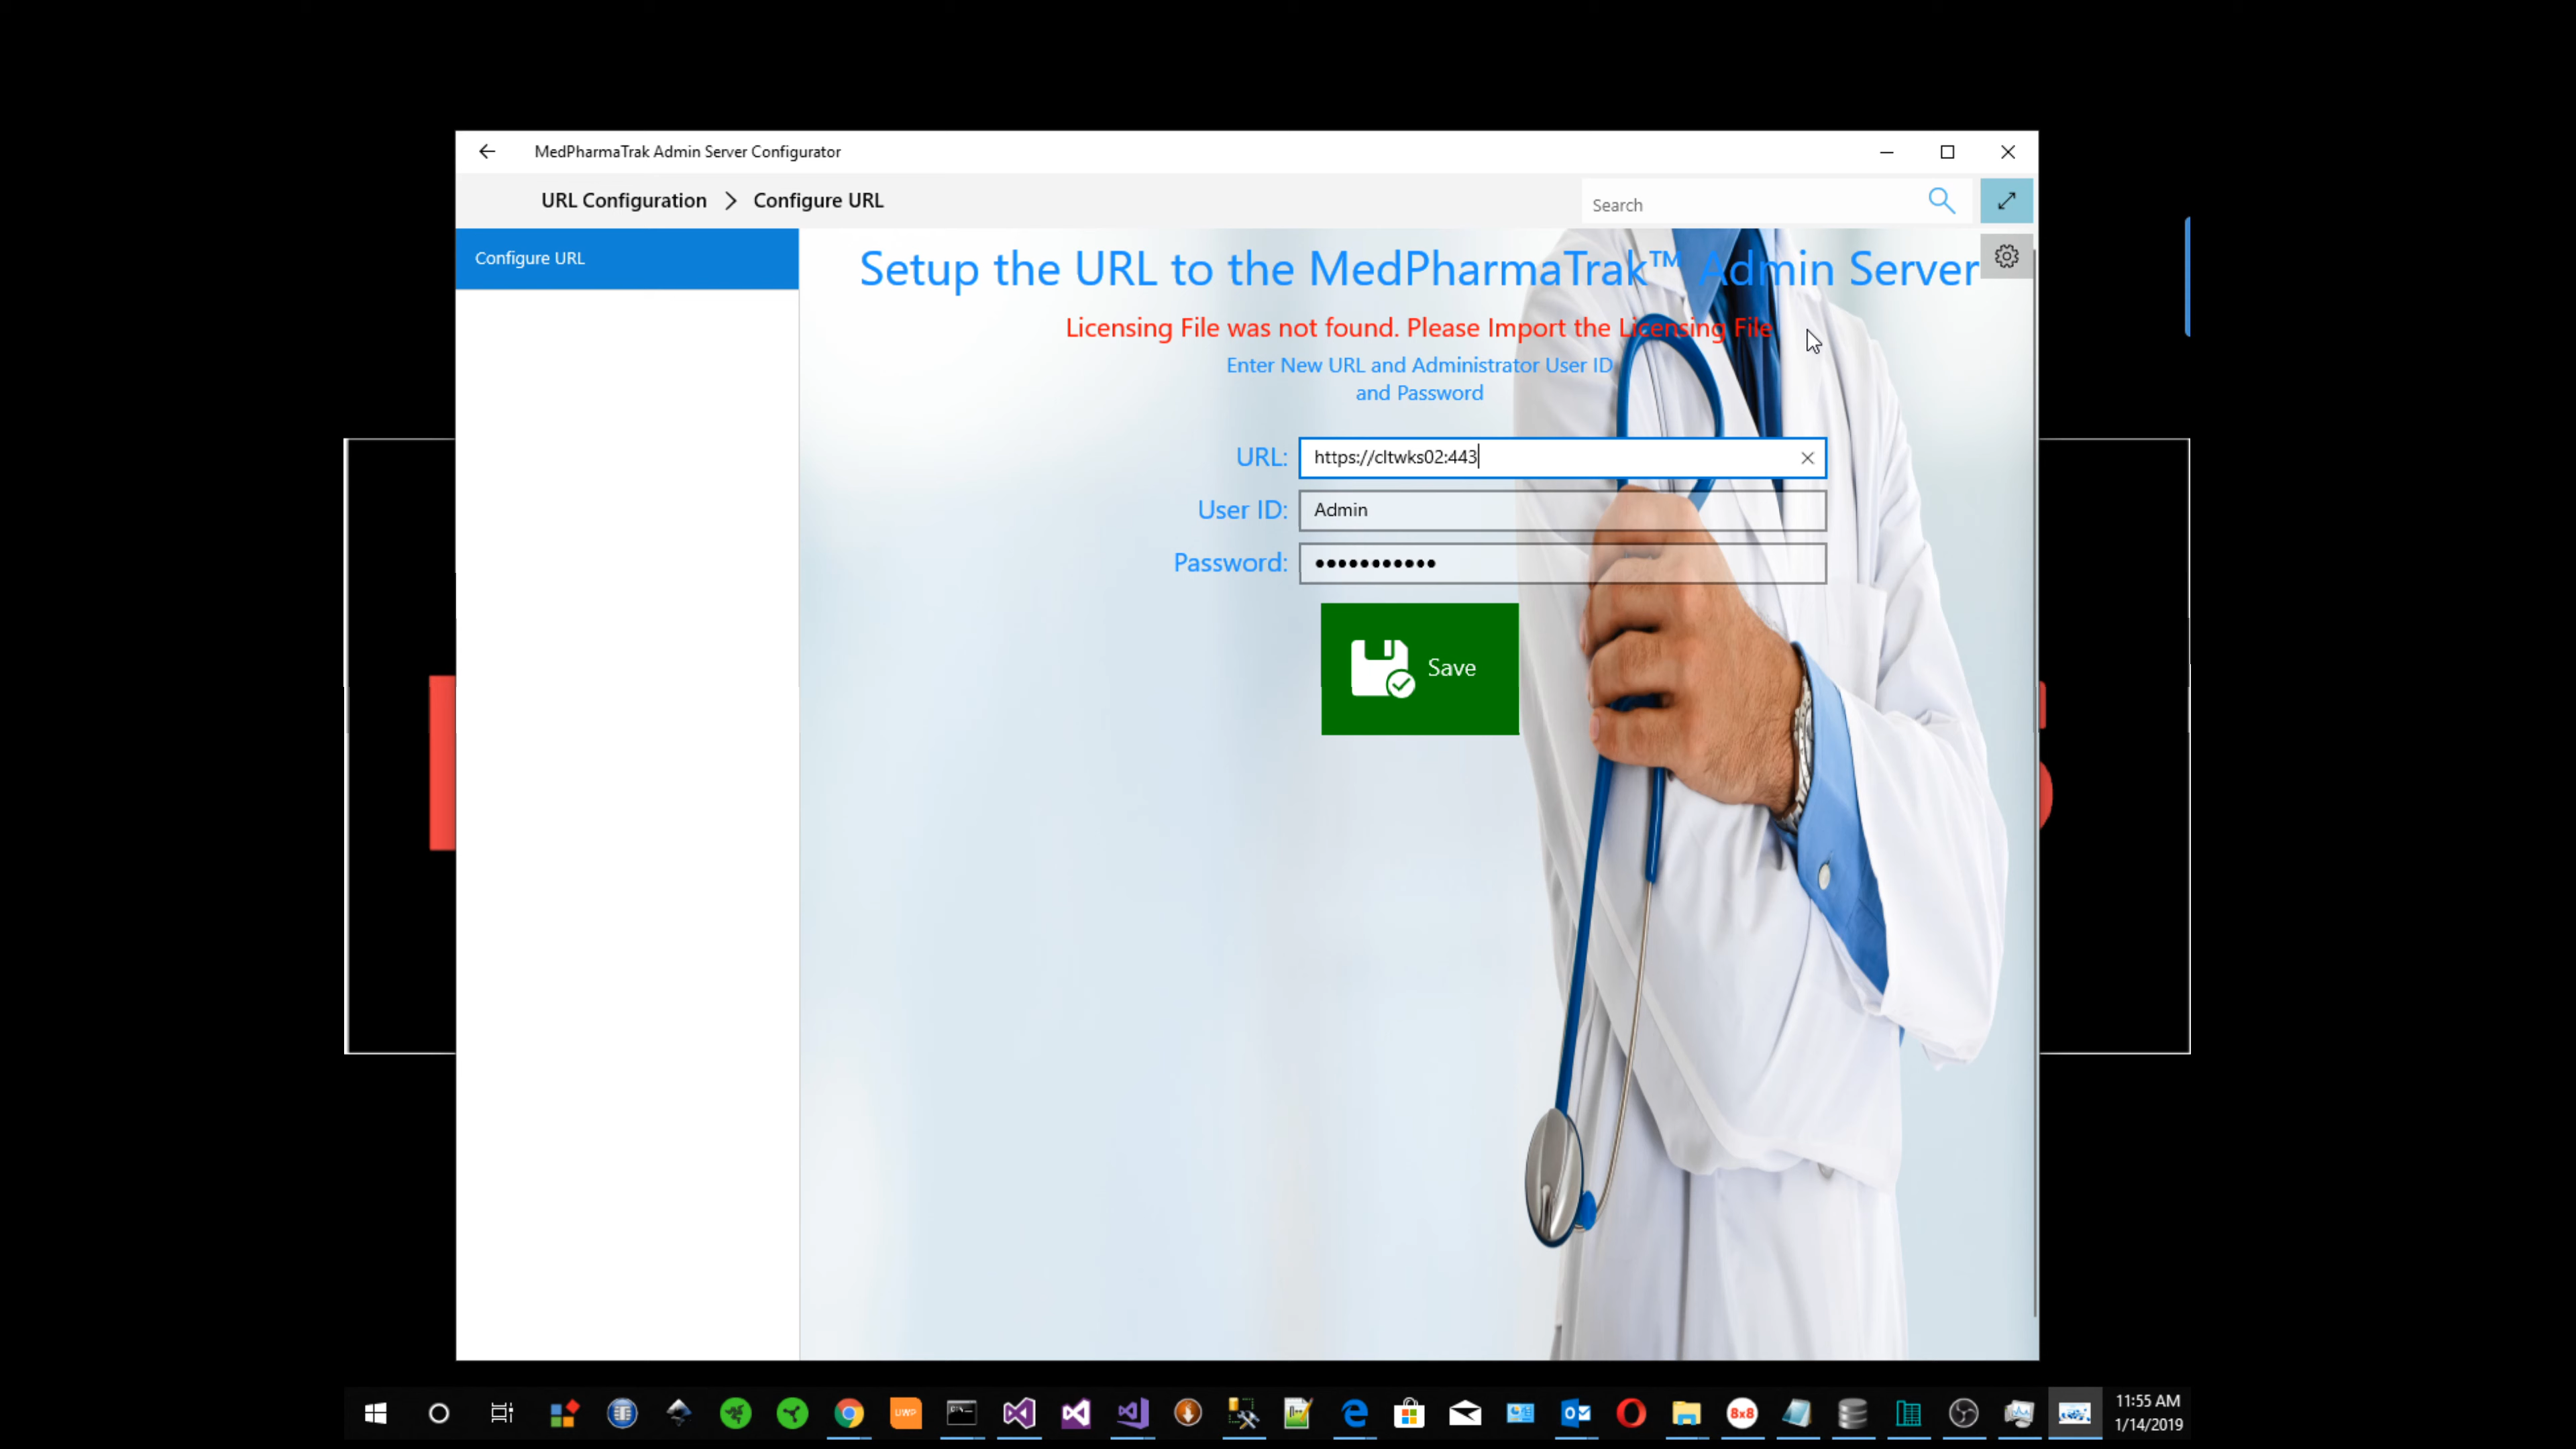 MedPharmaTrak Admin Server Configurator
URL Configuration > Configure URL
Search
Configure URL
Setup the URL to the MedPharmaTrak™ Admin Server
Licensing File was not found. Please Import the Licensing File
Enter New URL and Administrator User ID
and Password
URL: https://cltwks02:443
User ID: Admin
Password: •••••••••••
Save
UWP
8x8
11:55 AM
1/14/2019